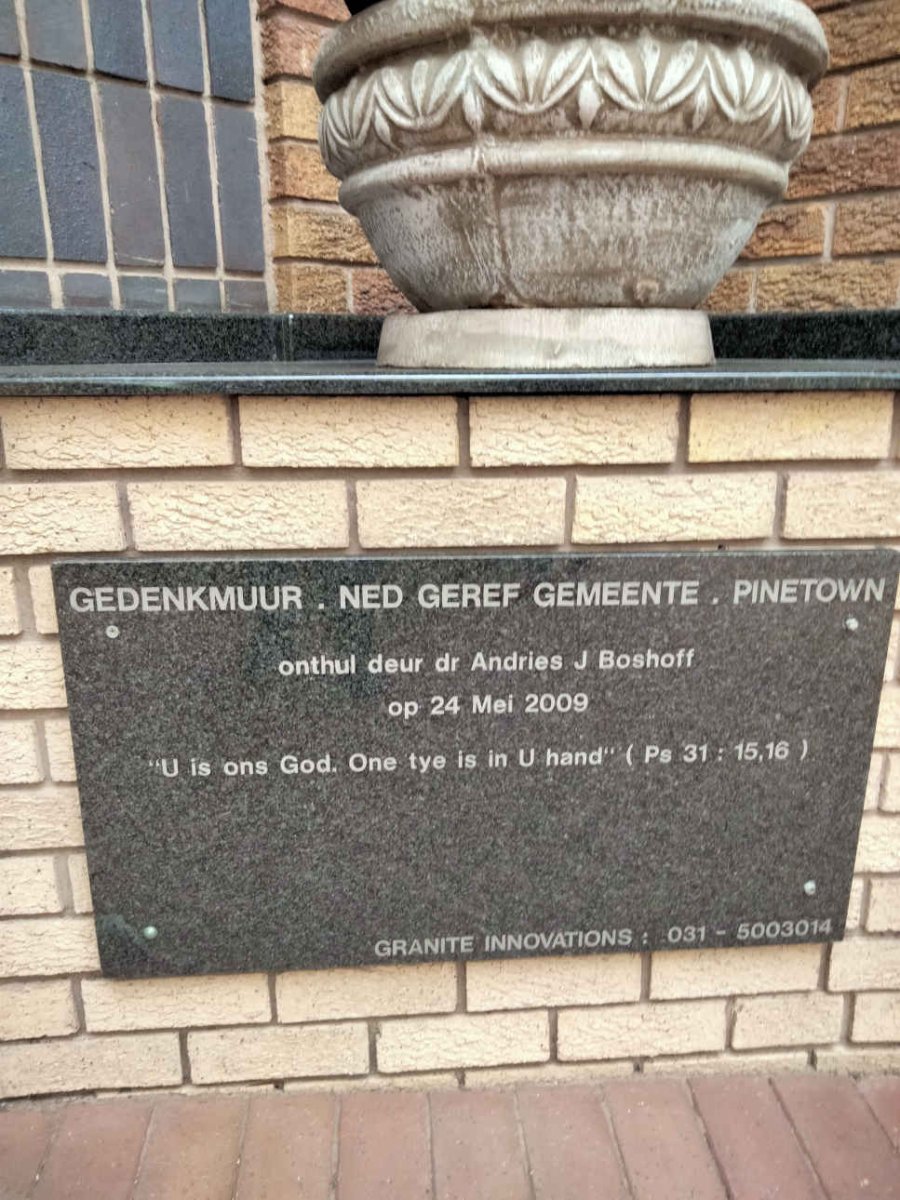 GEDENKMUUR . NED GEREF GEMEENTE . PINETOWN
onthul deur dr Andries J Boshoff
op 24 Mei 2009
"U is ons God. One tye is in U hand" ( Ps 31 : 15,16 )
GRANITE INNOVATIONS : 031 - 5003014